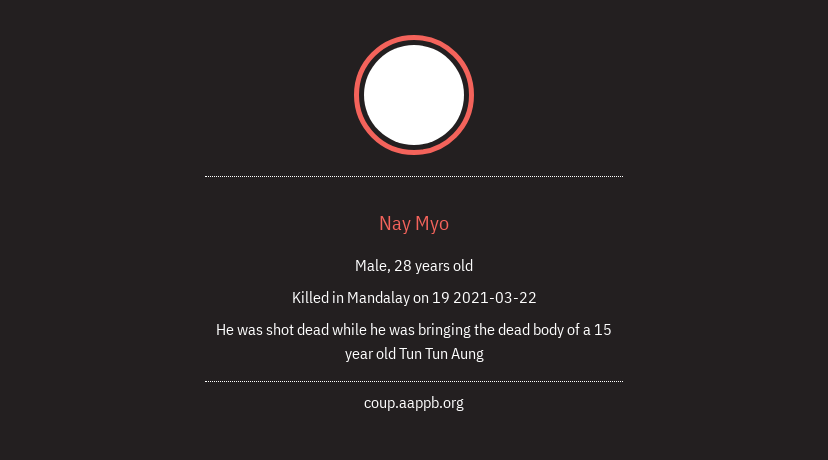 Nay Myo
Male, 28 years old
Killed in Mandalay on 19 2021-03-22
He was shot dead while he was bringing the dead body of a 15
year old Tun Tun Aung
coup.aappb.org